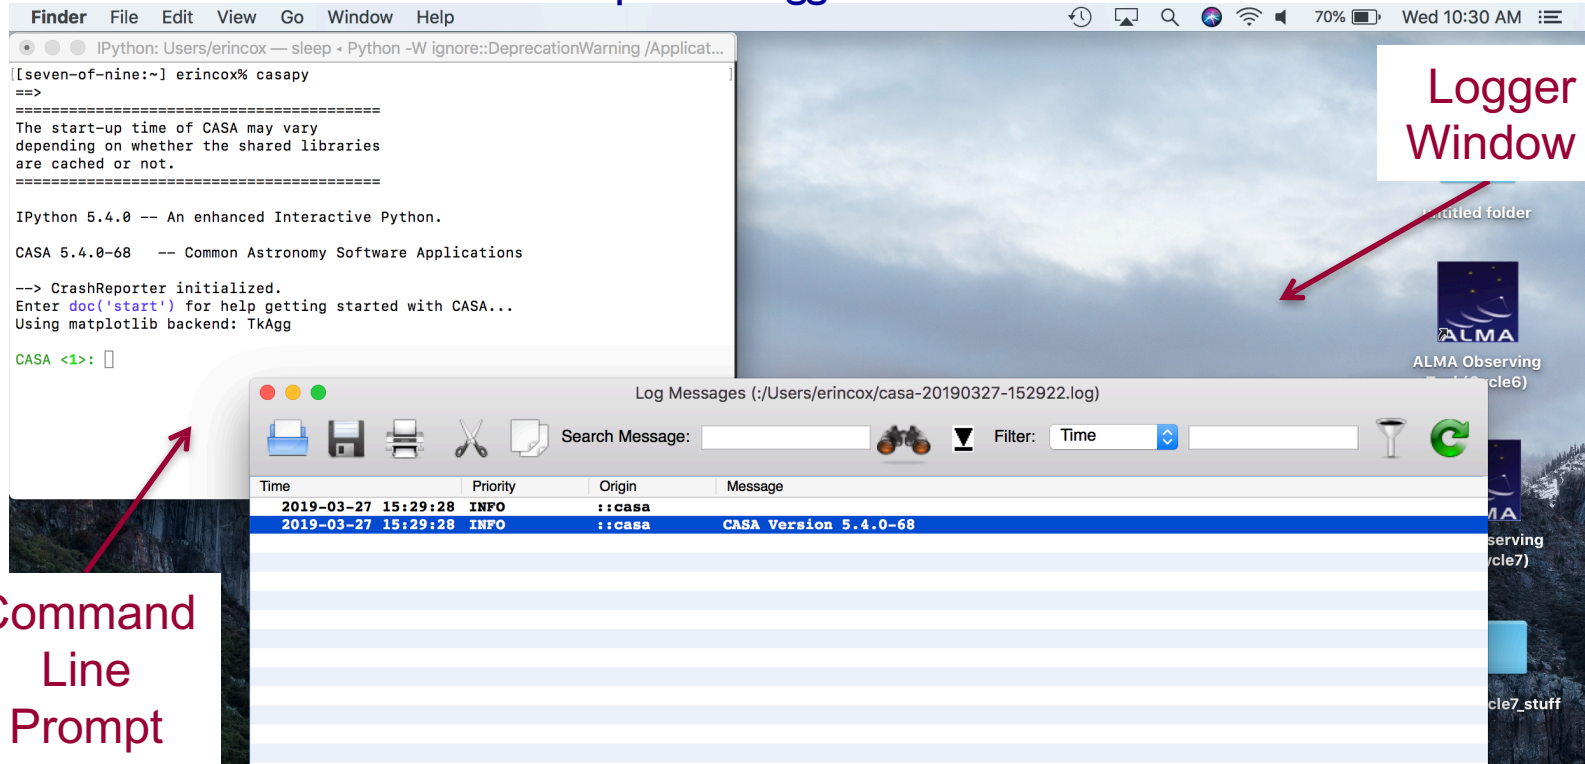 Finder File Edit View Go Window Help 70% Wed 10:30 AM
IPython: Users/erincox — sleep ◂ Python -W ignore::DeprecationWarning /Applicat...
[[seven-of-nine:~] erincox% casapy ]
==>
=========================================
The start-up time of CASA may vary
depending on whether the shared libraries
are cached or not.
=========================================
IPython 5.4.0 -- An enhanced Interactive Python.
CASA 5.4.0-68 -- Common Astronomy Software Applications
--> CrashReporter initialized.
Enter doc('start') for help getting started with CASA...
Using matplotlib backend: TkAgg
CASA <1>:
Logger
Window
untitled folder
ALMA
ALMA Observing
cle6)
Log Messages (:/Users/erincox/casa-20190327-152922.log)
Search Message: Filter: Time
Time Priority Origin Message
2019-03-27 15:29:28 INFO ::casa
2019-03-27 15:29:28 INFO ::casa CASA Version 5.4.0-68
MA
serving
ycle7)
cle7_stuff
Command
Line
Prompt